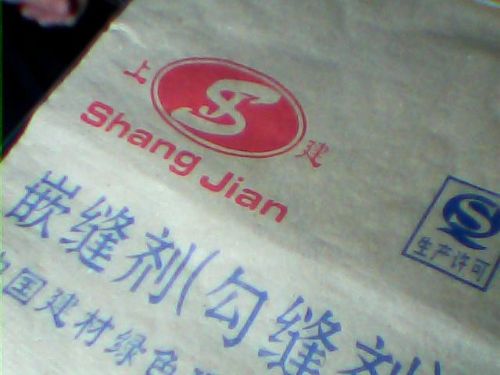 上 建
Shang Jian
生产许可
嵌缝剂(勾缝剂
中国建材绿色